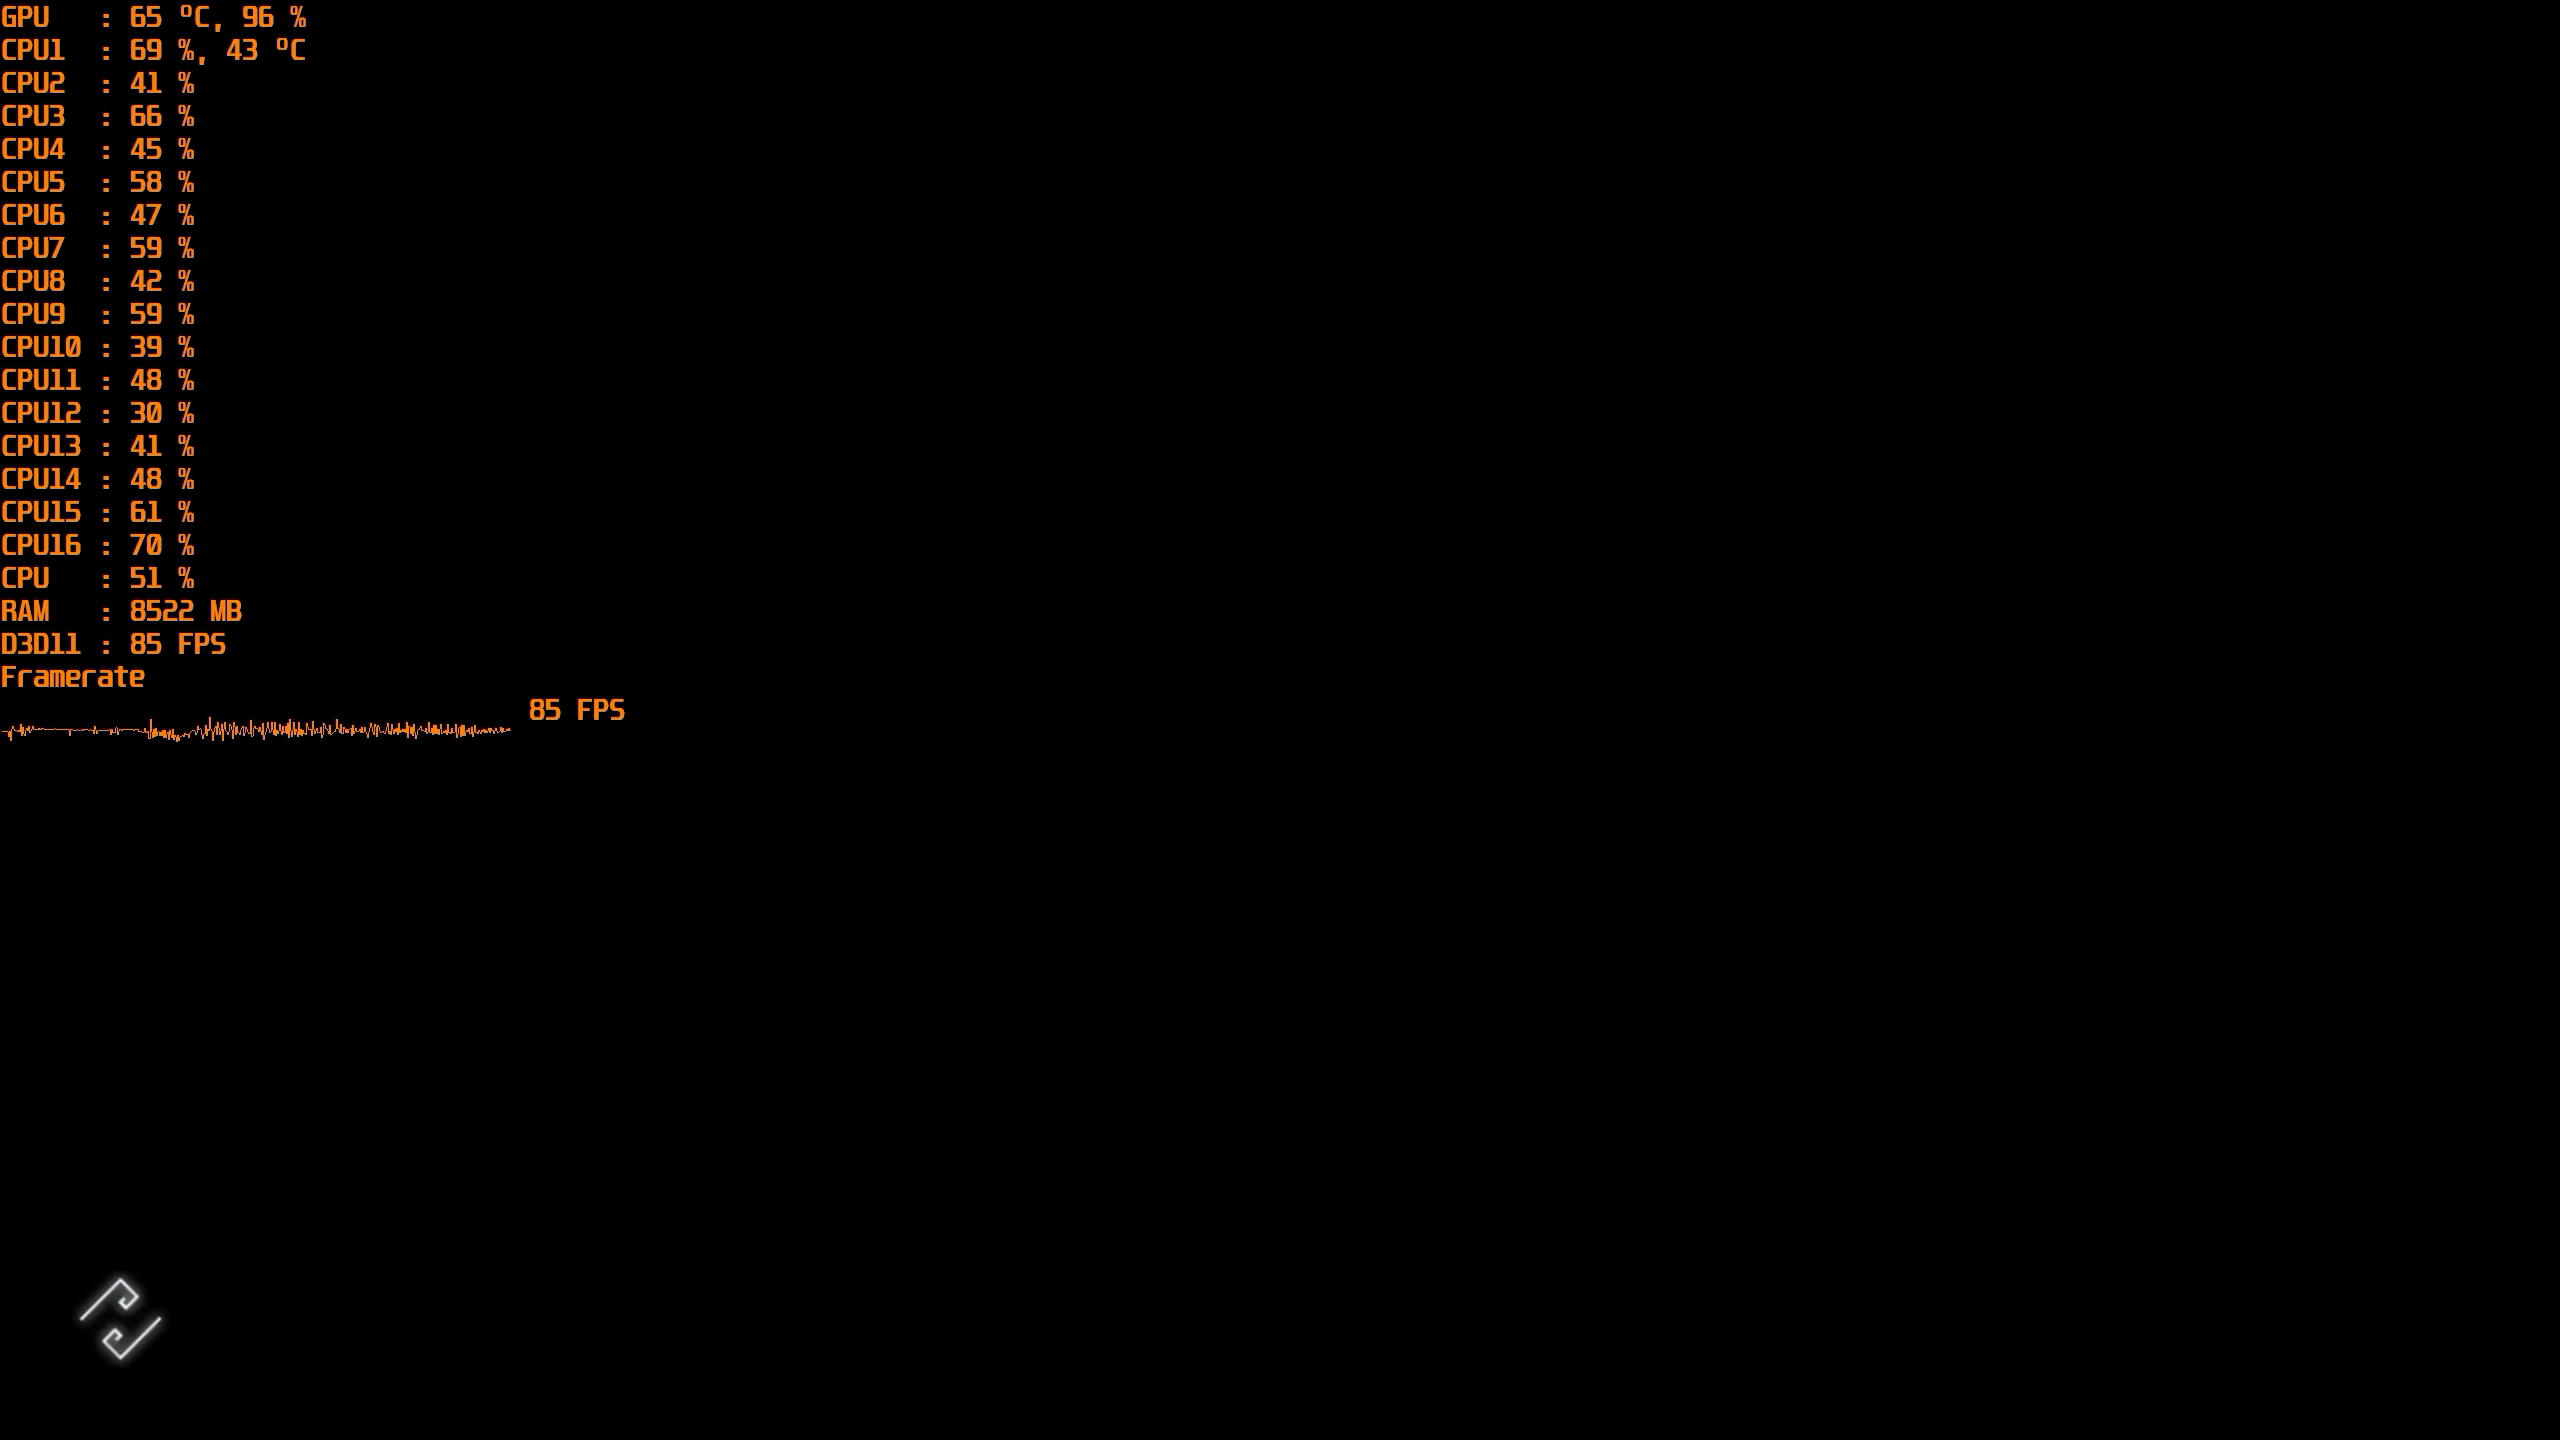 GPU : 65 ºC, 96 %
CPU1 : 69 %, 43 ºC
CPU2 : 41 %
CPU3 : 66 %
CPU4 : 45 %
CPU5 : 58 %
CPU6 : 47 %
CPU7 : 59 %
CPU8 : 42 %
CPU9 : 59 %
CPU10 : 39 %
CPU11 : 48 %
CPU12 : 30 %
CPU13 : 41 %
CPU14 : 48 %
CPU15 : 61 %
CPU16 : 70 %
CPU : 51 %
RAM : 8522 MB
D3D11 : 85 FPS
Framerate
85 FPS